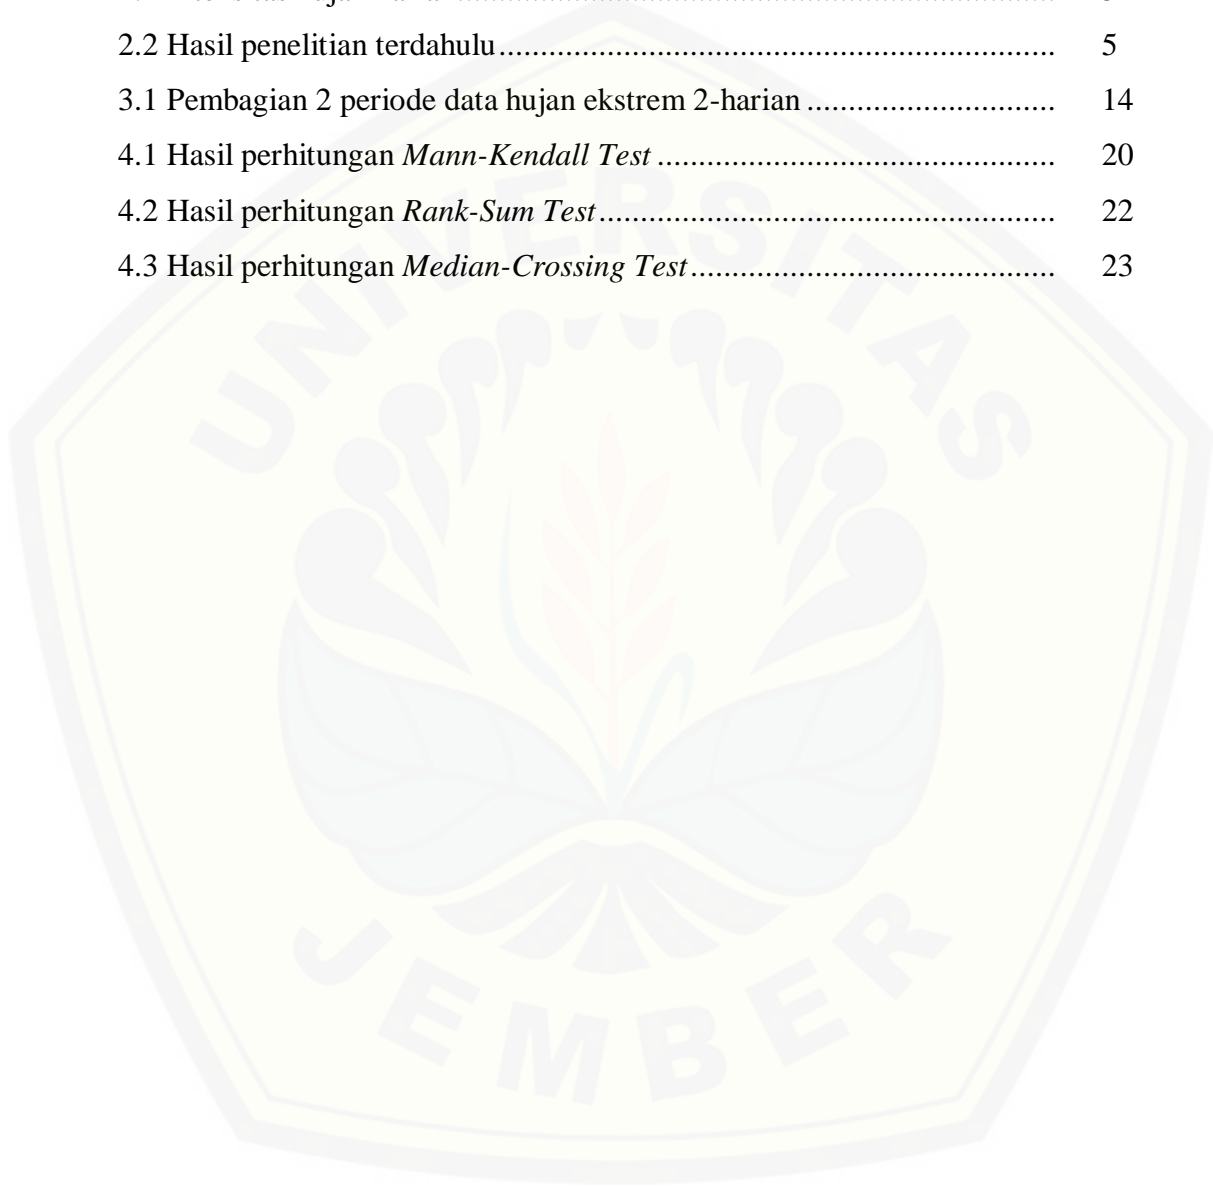 2.2 Hasil penelitian terdahulu..................................................................... 5
3.1 Pembagian 2 periode data hujan ekstrem 2-harian .............................. 14
4.1 Hasil perhitungan Mann-Kendall Test ................................................. 20
4.2 Hasil perhitungan Rank-Sum Test........................................................ 22
4.3 Hasil perhitungan Median-Crossing Test............................................. 23
UNIVERSITAS
JEMBER